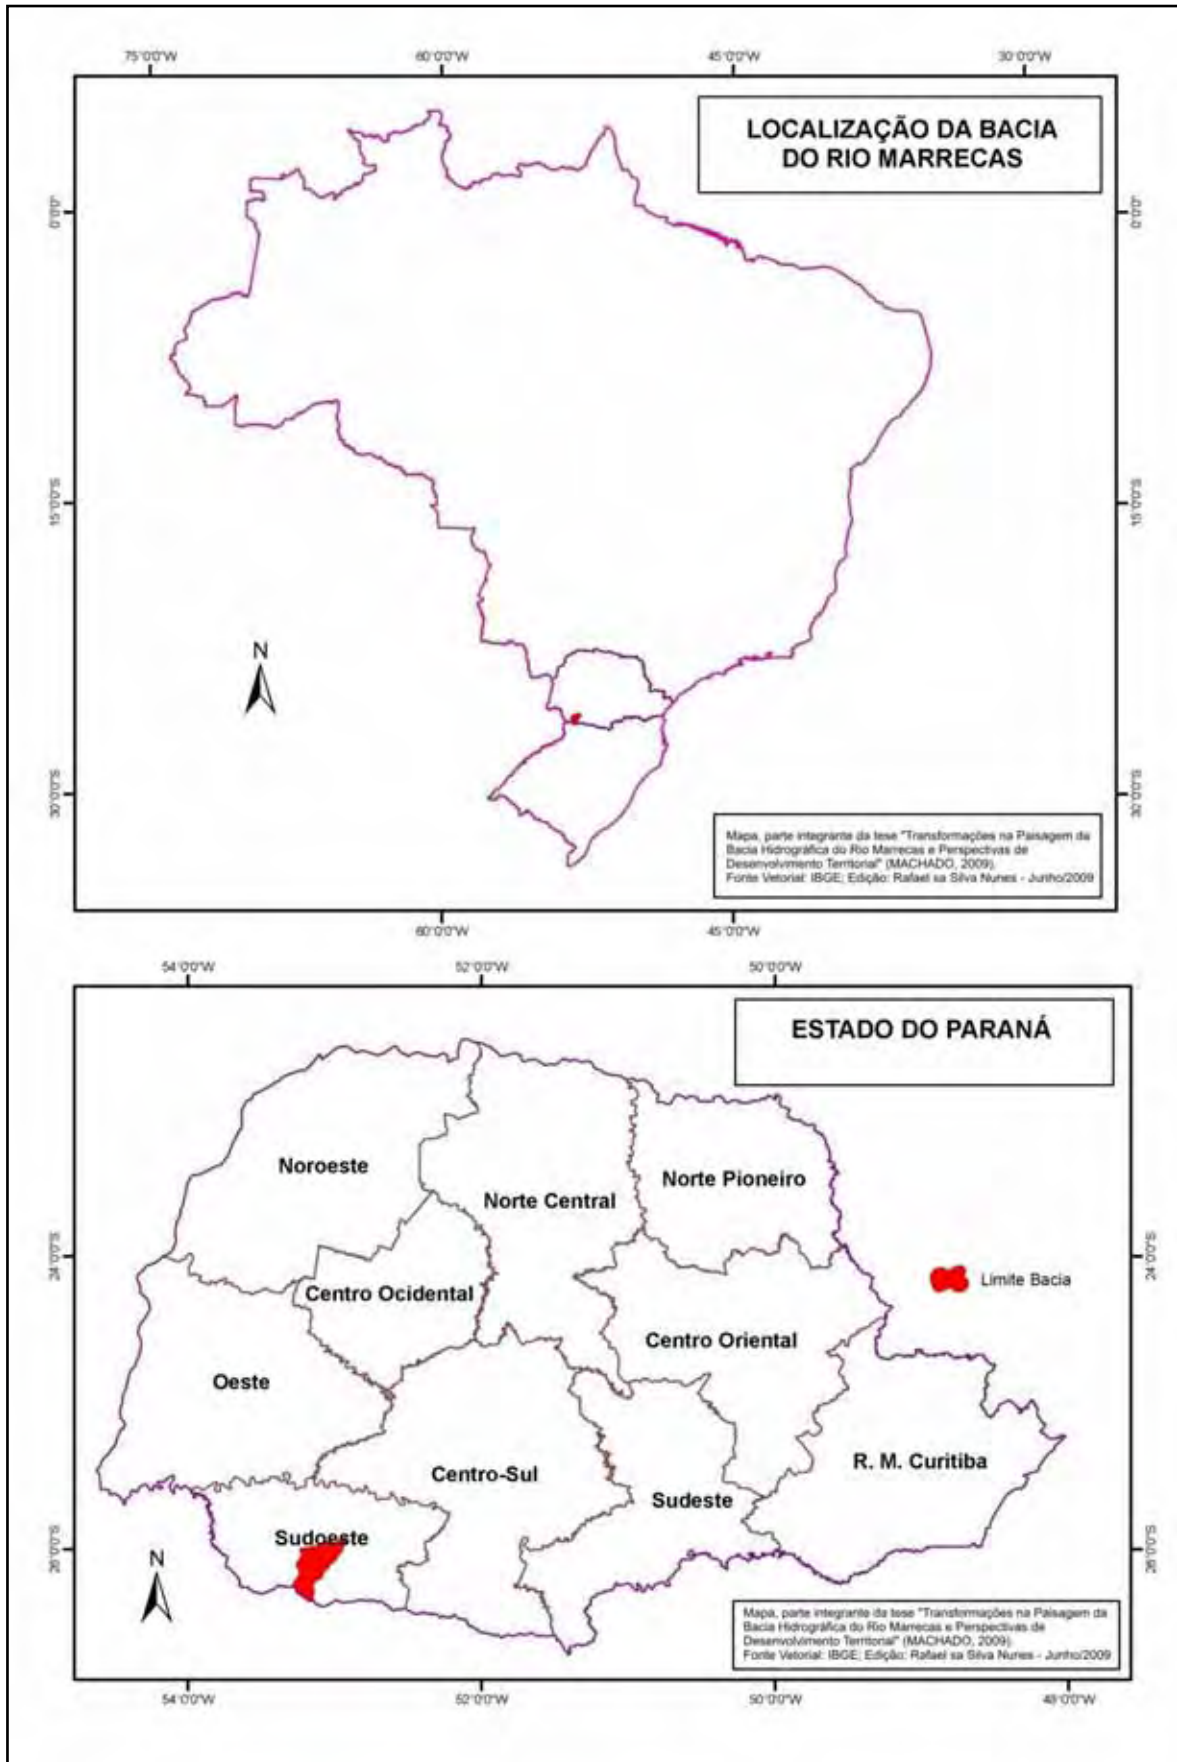 75°0'0"W 60°0'0"W 45°0'0"W 30°0'0"W
LOCALIZAÇÃO DA BACIA
DO RIO MARRECAS
0°0'0" 0°0'0"
15°0'0"S 15°0'0"S
N
30°0'0"S 30°0'0"S
Mapa, parte integrante da tese "Transformações na Paisagem da
Bacia Hidrográfica do Rio Marrecas e Perspectivas de
Desenvolvimento Territorial" (MACHADO, 2009).
Fonte Vetorial: IBGE; Edição: Rafael sa Silva Nunes - Junho/2009
60°0'0"W 45°0'0"W
54°0'0"W 52°0'0"W 50°0'0"W
ESTADO DO PARANÁ
Noroeste
Norte Central
Norte Pioneiro
24°0'0"S 24°0'0"S
Limite Bacia
Centro Ocidental
Centro Oriental
Oeste
R. M. Curitiba
Centro-Sul
Sudeste
Sudoeste
26°0'0"S 26°0'0"S
N
Mapa, parte integrante da tese "Transformações na Paisagem da
Bacia Hidrográfica do Rio Marrecas e Perspectivas de
Desenvolvimento Territorial" (MACHADO, 2009).
Fonte Vetorial: IBGE; Edição: Rafael sa Silva Nunes - Junho/2009
54°0'0"W 52°0'0"W 50°0'0"W 48°0'0"W